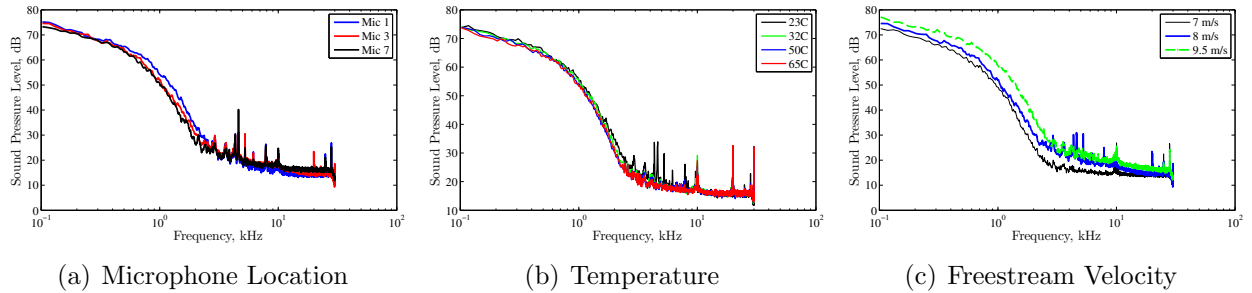 80
70
60
50
40
30
20
10
0
10⁻¹
10⁰
10¹
10²
Sound Pressure Level, dB
Frequency, kHz
Mic 1
Mic 3
Mic 7
(a) Microphone Location
80
70
60
50
40
30
20
10
10⁻¹
10⁰
10¹
10²
Sound Pressure Level, dB
Frequency, kHz
23C
32C
50C
65C
(b) Temperature
80
70
60
50
40
30
20
10
0
10⁻¹
10⁰
10¹
10²
Sound Pressure Level, dB
Frequency, kHz
7 m/s
8 m/s
9.5 m/s
(c) Freestream Velocity